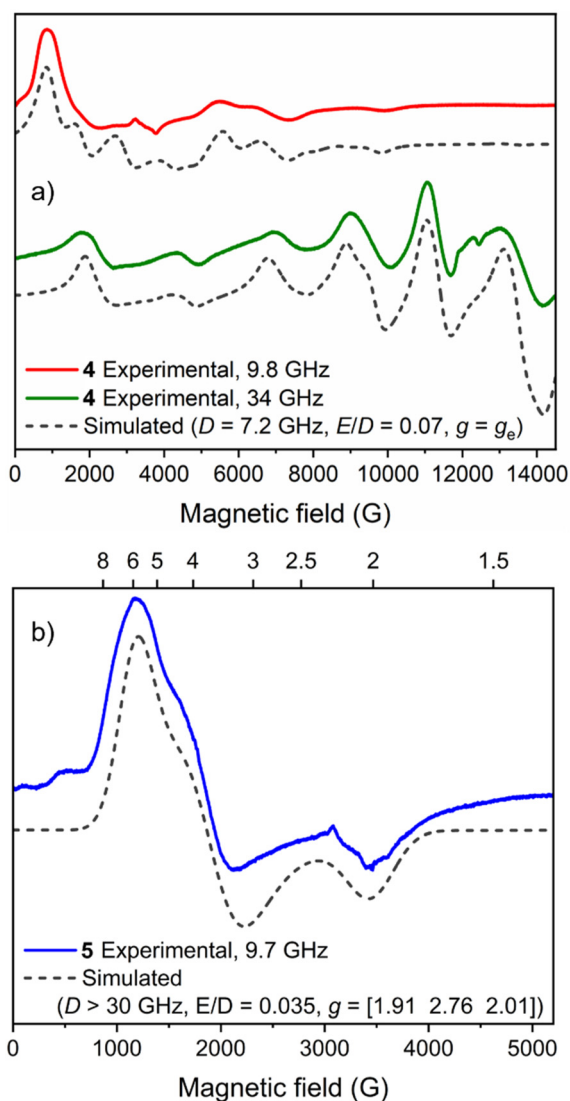 a)
4 Experimental, 9.8 GHz
4 Experimental, 34 GHz
Simulated (D = 7.2 GHz, E/D = 0.07, g = gₑ)
0 2000 4000 6000 8000 10000 12000 14000
Magnetic field (G)
8 6 5 4 3 2.5 2 1.5
b)
5 Experimental, 9.7 GHz
Simulated
(D > 30 GHz, E/D = 0.035, g = [1.91 2.76 2.01])
0 1000 2000 3000 4000 5000
Magnetic field (G)